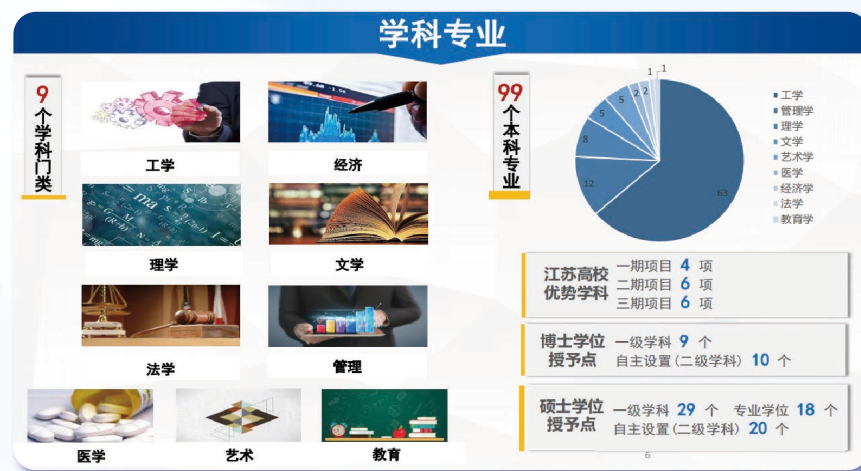 学科专业
9个学科门类
工学
经济
理学
文学
法学
管理
医学
艺术
教育
99个本科专业
1
1
2
2
5
5
8
12
63
工学
管理学
理学
文学
艺术学
医学
经济学
法学
教育学
江苏高校
优势学科
一期项目 4 项
二期项目 6 项
三期项目 6 项
博士学位
授予点
一级学科 9 个
自主设置(二级学科) 10 个
硕士学位
授予点
一级学科 29 个 专业学位 18 个
自主设置(二级学科) 20 个
6